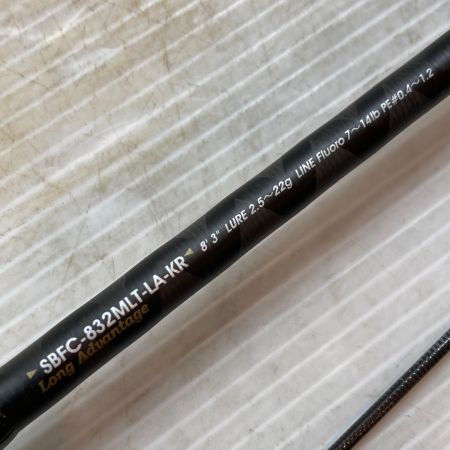 SBFC-832MLT-LA-KR 8' 3" LURE 2.5～22g LINE Fluoro 7～14lb PE#0.4～1.2
Long Advantage